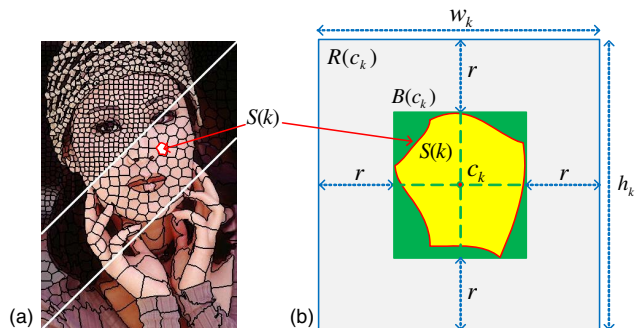 (a)
S(k)
(b)
w_k
R(c_k)
r
B(c_k)
S(k)
c_k
r
r
h_k
r